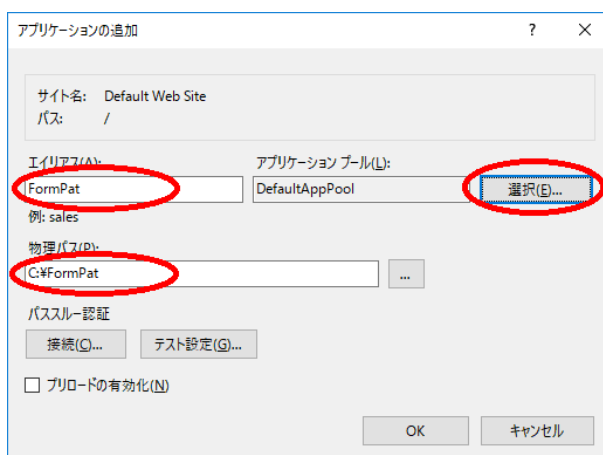 アプリケーションの追加 ? ×
サイト名: Default Web Site
パス: /
エイリアス(A): アプリケーション プール(L):
FormPat DefaultAppPool 選択(E)...
例: sales
物理パス(P):
C:¥FormPat ...
パススルー認証
接続(C)... テスト設定(G)...
プリロードの有効化(N)
OK キャンセル